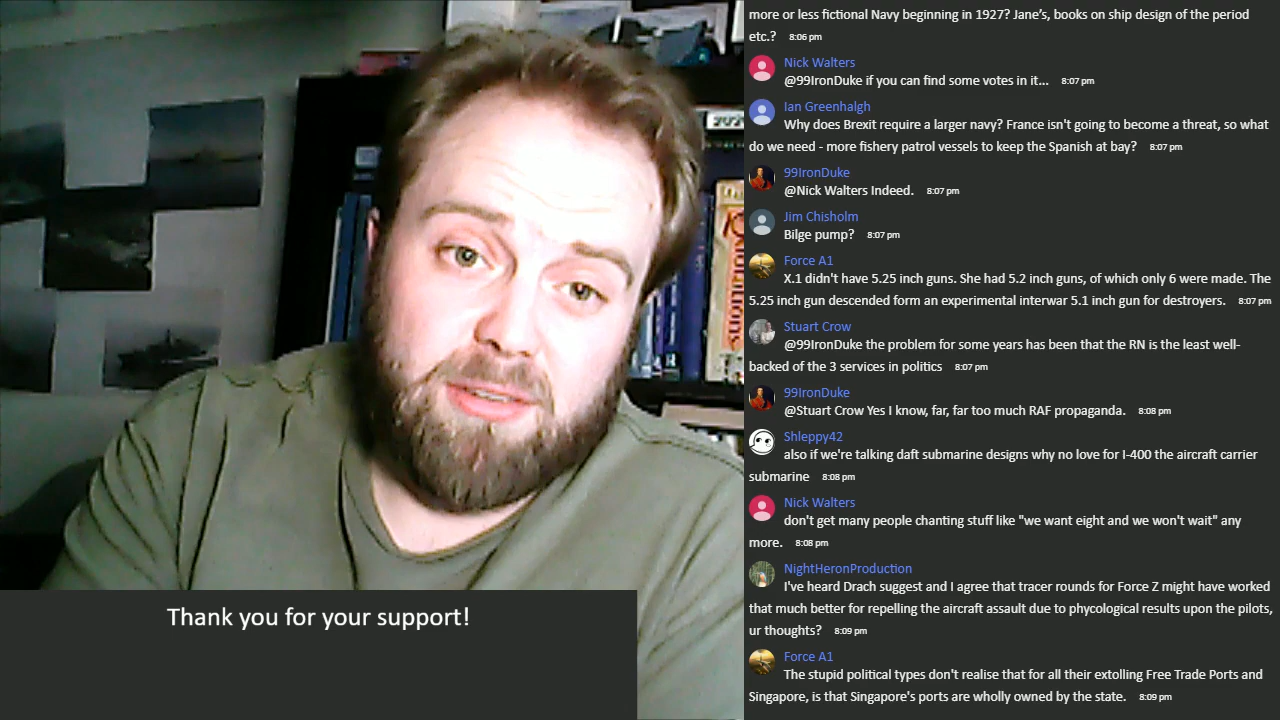 more or less fictional Navy beginning in 1927? Jane's, books on ship design of the period
etc.? 8:06 pm
Nick Walters
@99IronDuke if you can find some votes in it... 8:07 pm
Ian Greenhalgh
Why does Brexit require a larger navy? France isn't going to become a threat, so what
do we need - more fishery patrol vessels to keep the Spanish at bay? 8:07 pm
99IronDuke
@Nick Walters Indeed. 8:07 pm
Jim Chisholm
Bilge pump? 8:07 pm
Force A1
X.1 didn't have 5.25 inch guns. She had 5.2 inch guns, of which only 6 were made. The
5.25 inch gun descended form an experimental interwar 5.1 inch gun for destroyers. 8:07 pm
Stuart Crow
@99IronDuke the problem for some years has been that the RN is the least well-
backed of the 3 services in politics 8:07 pm
99IronDuke
@Stuart Crow Yes I know, far, far too much RAF propaganda. 8:08 pm
Shleppy42
also if we're talking daft submarine designs why no love for I-400 the aircraft carrier
submarine 8:08 pm
Nick Walters
don't get many people chanting stuff like "we want eight and we won't wait" any
more. 8:08 pm
NightHeronProduction
I've heard Drach suggest and I agree that tracer rounds for Force Z might have worked
that much better for repelling the aircraft assault due to phycological results upon the pilots,
ur thoughts? 8:09 pm
Force A1
The stupid political types don't realise that for all their extolling Free Trade Ports and
Singapore, is that Singapore's ports are wholly owned by the state. 8:09 pm
Thank you for your support!